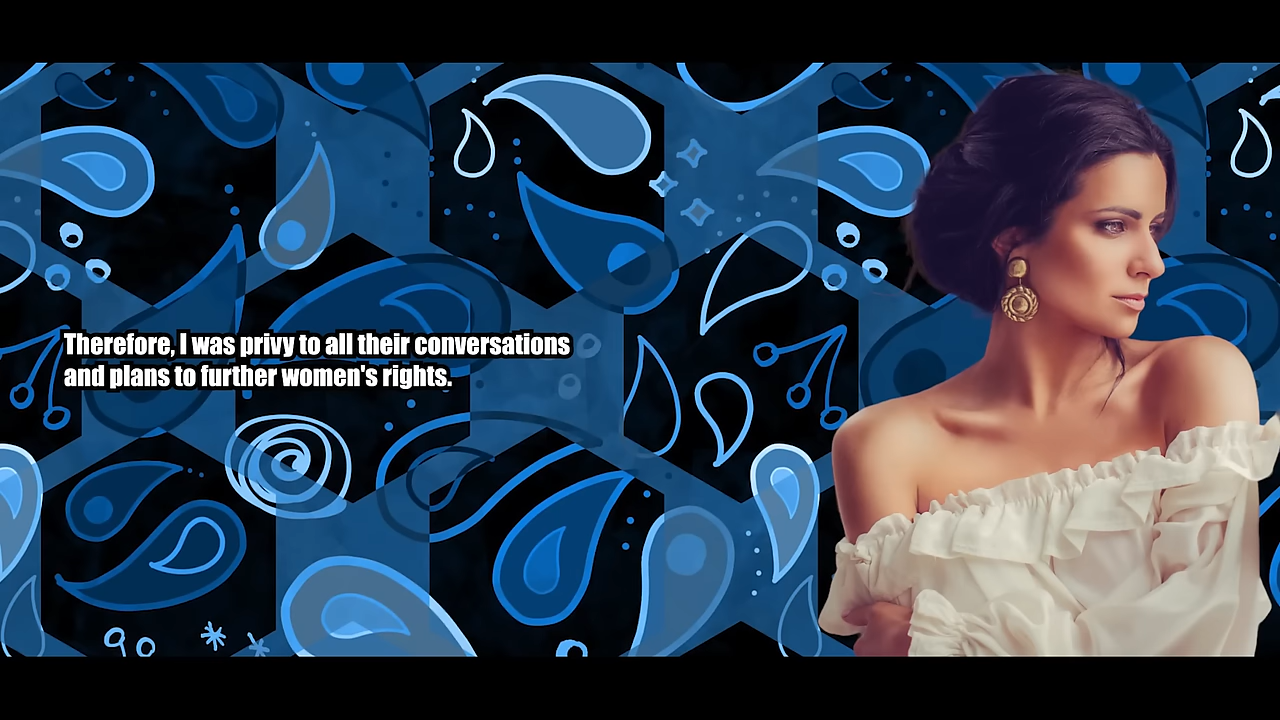 Therefore, I was privy to all their conversations
and plans to further women's rights.